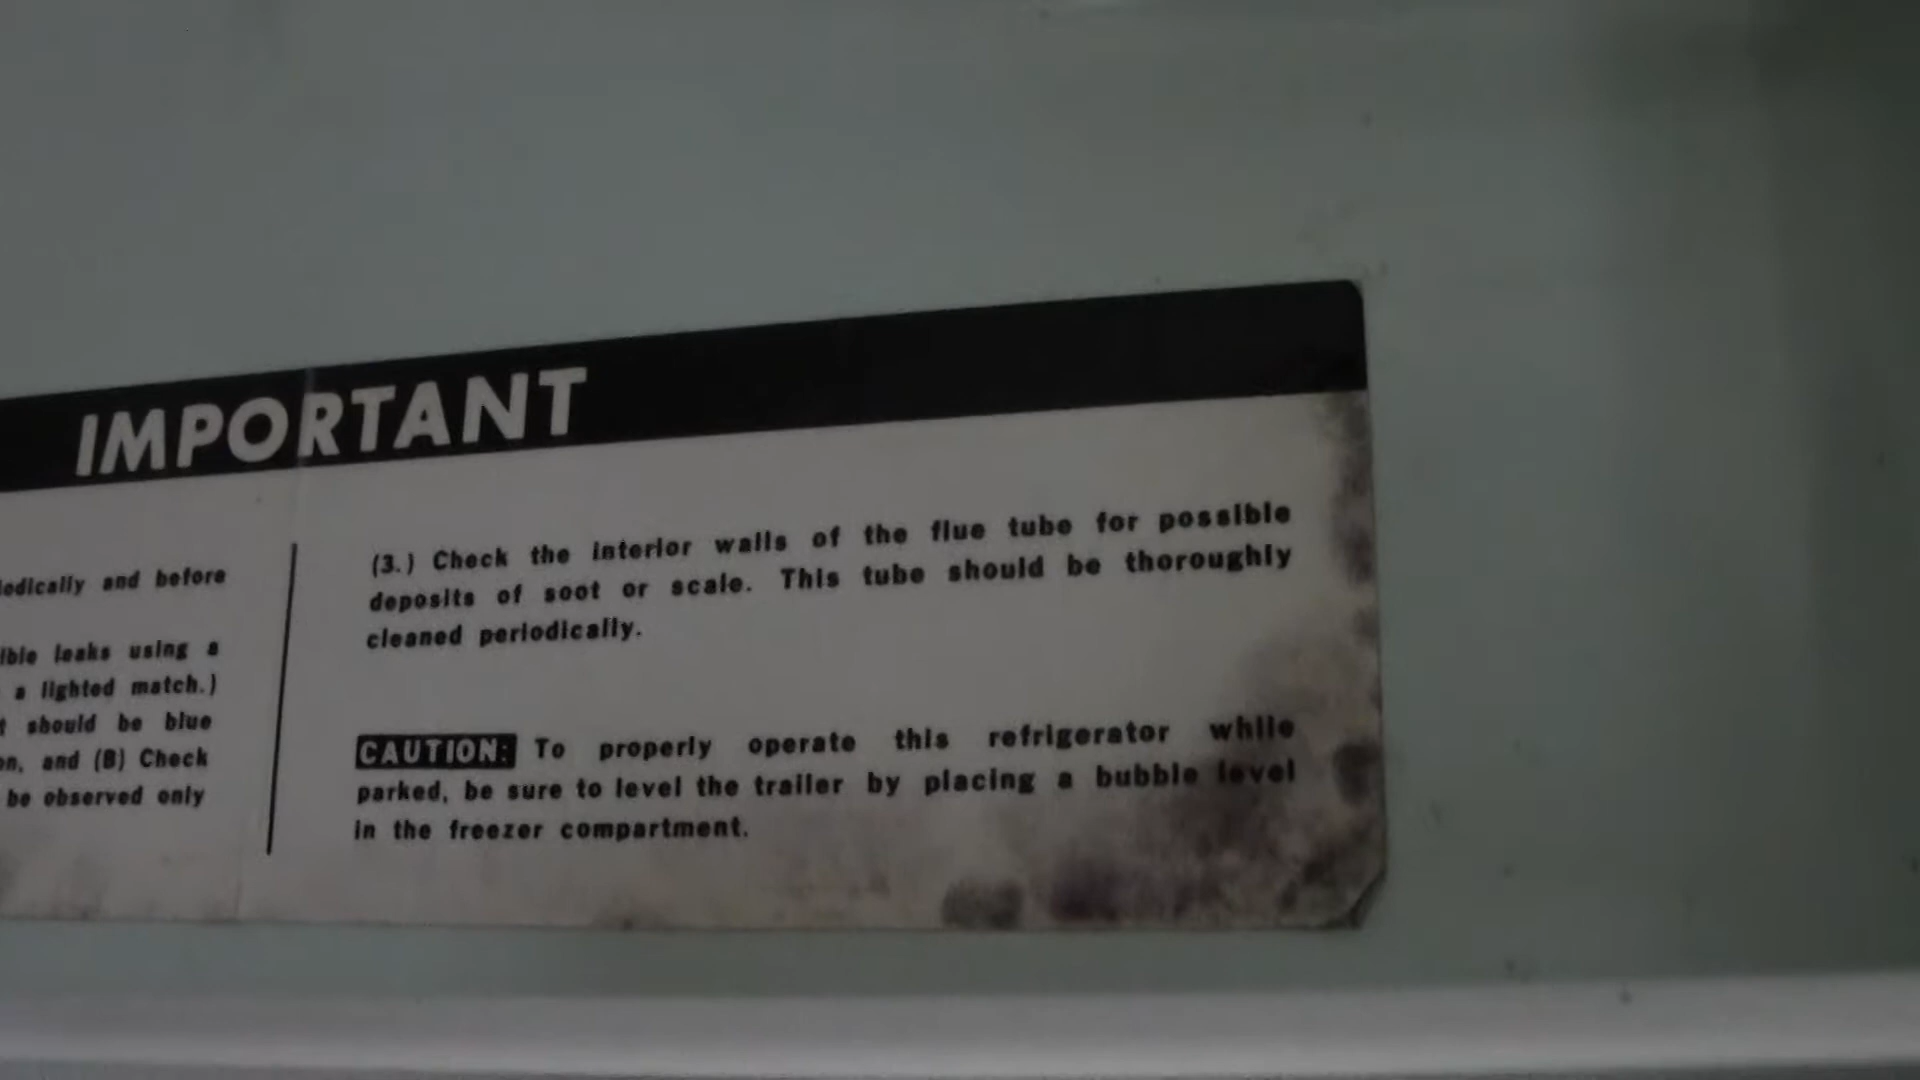 IMPORTANT
and before
leaks using a
a lighted match.)
should be blue
and (B) Check
be observed only
(3.) Check the interior walls of the flue tube for possible
deposits of soot or scale. This tube should be thoroughly
cleaned periodically.
CAUTION: To properly operate this refrigerator while
parked, be sure to level the trailer by placing a bubble level
in the freezer compartment.